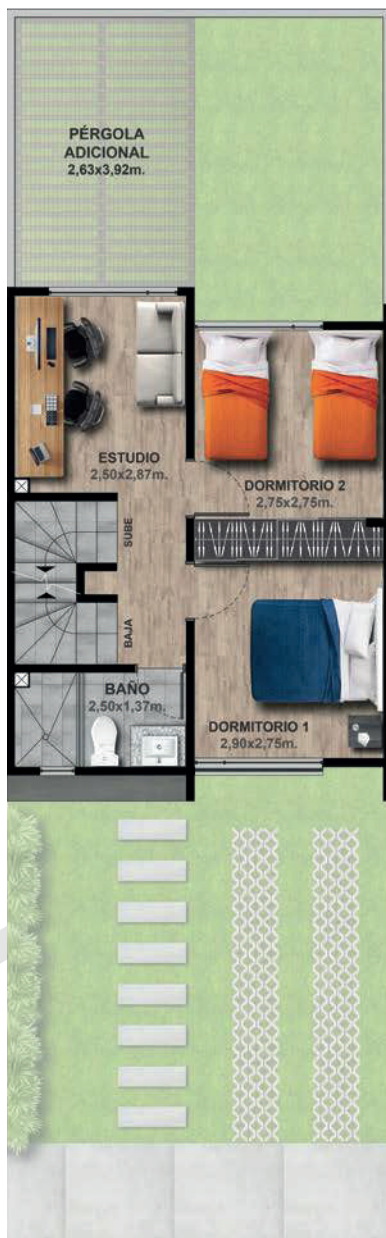 PÉRGOLA
ADICIONAL
2,63x3,92m.
ESTUDIO
2,50x2,87m.
DORMITORIO 2
2,75x2,75m.
SUBE
BAJA
BAÑO
2,50x1,37m.
DORMITORIO 1
2,90x2,75m.